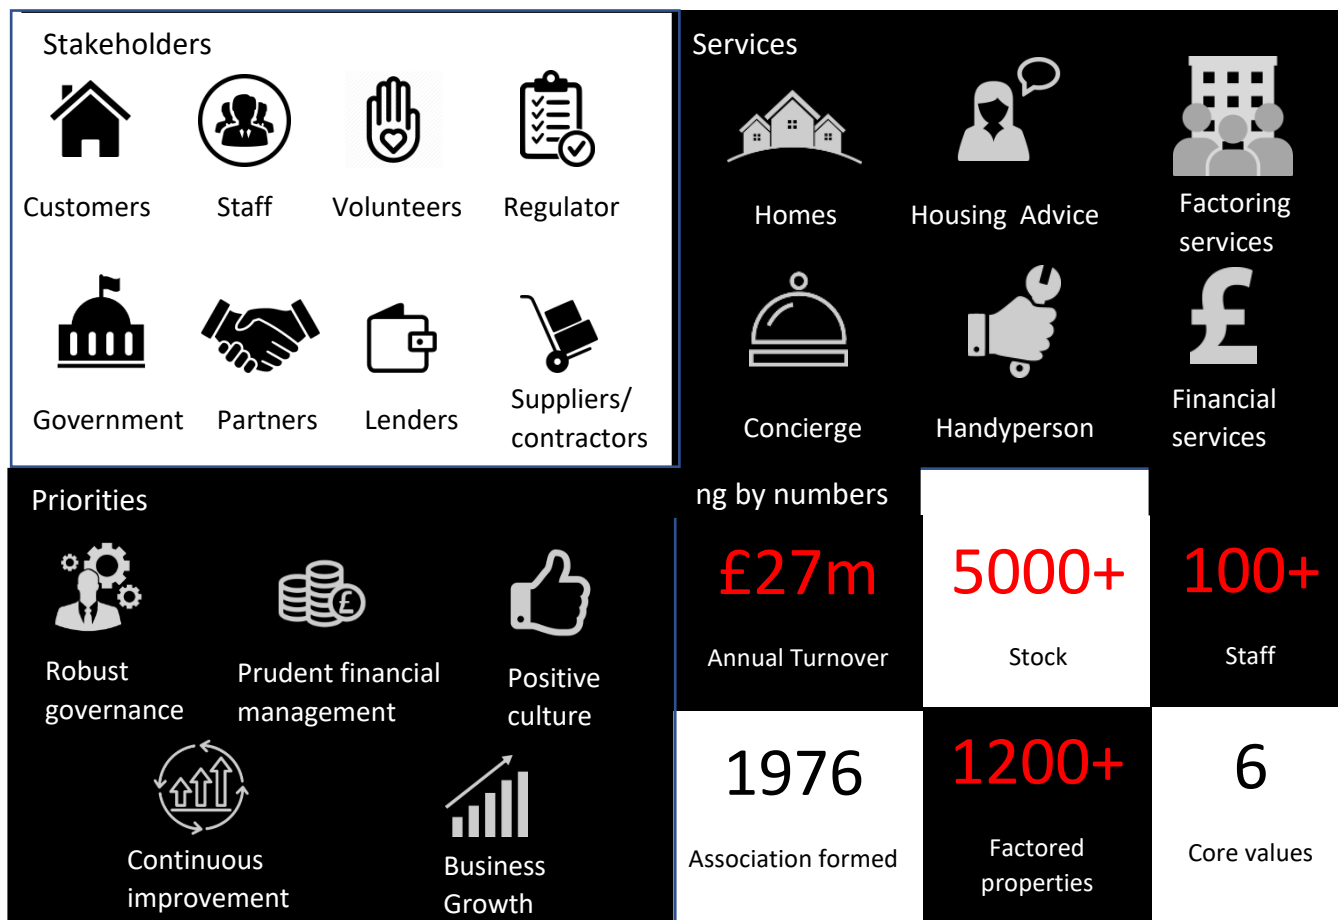 Stakeholders
Customers
Staff
Volunteers
Regulator
Government
Partners
Lenders
Suppliers/
contractors
Services
Homes
Housing Advice
Factoring
services
Concierge
Handyperson
Financial
services
Priorities
Robust
governance
Prudent financial
management
Positive
culture
Continuous
improvement
Business
Growth
ng by numbers
£27m
Annual Turnover
5000+
Stock
100+
Staff
1976
Association formed
1200+
Factored
properties
6
Core values